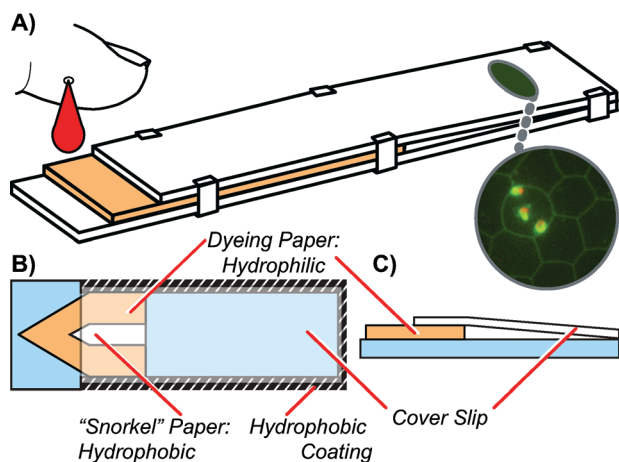 A)
Dyeing Paper:
Hydrophilic
B)
C)
"Snorkel" Paper:
Hydrophobic
Hydrophobic
Coating
Cover Slip